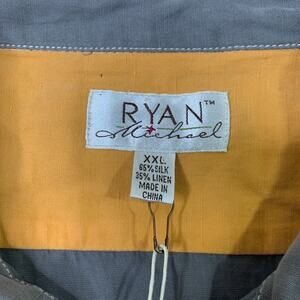 RYAN™
Michael
XXL
65% SILK
35% LINEN
MADE IN
CHINA